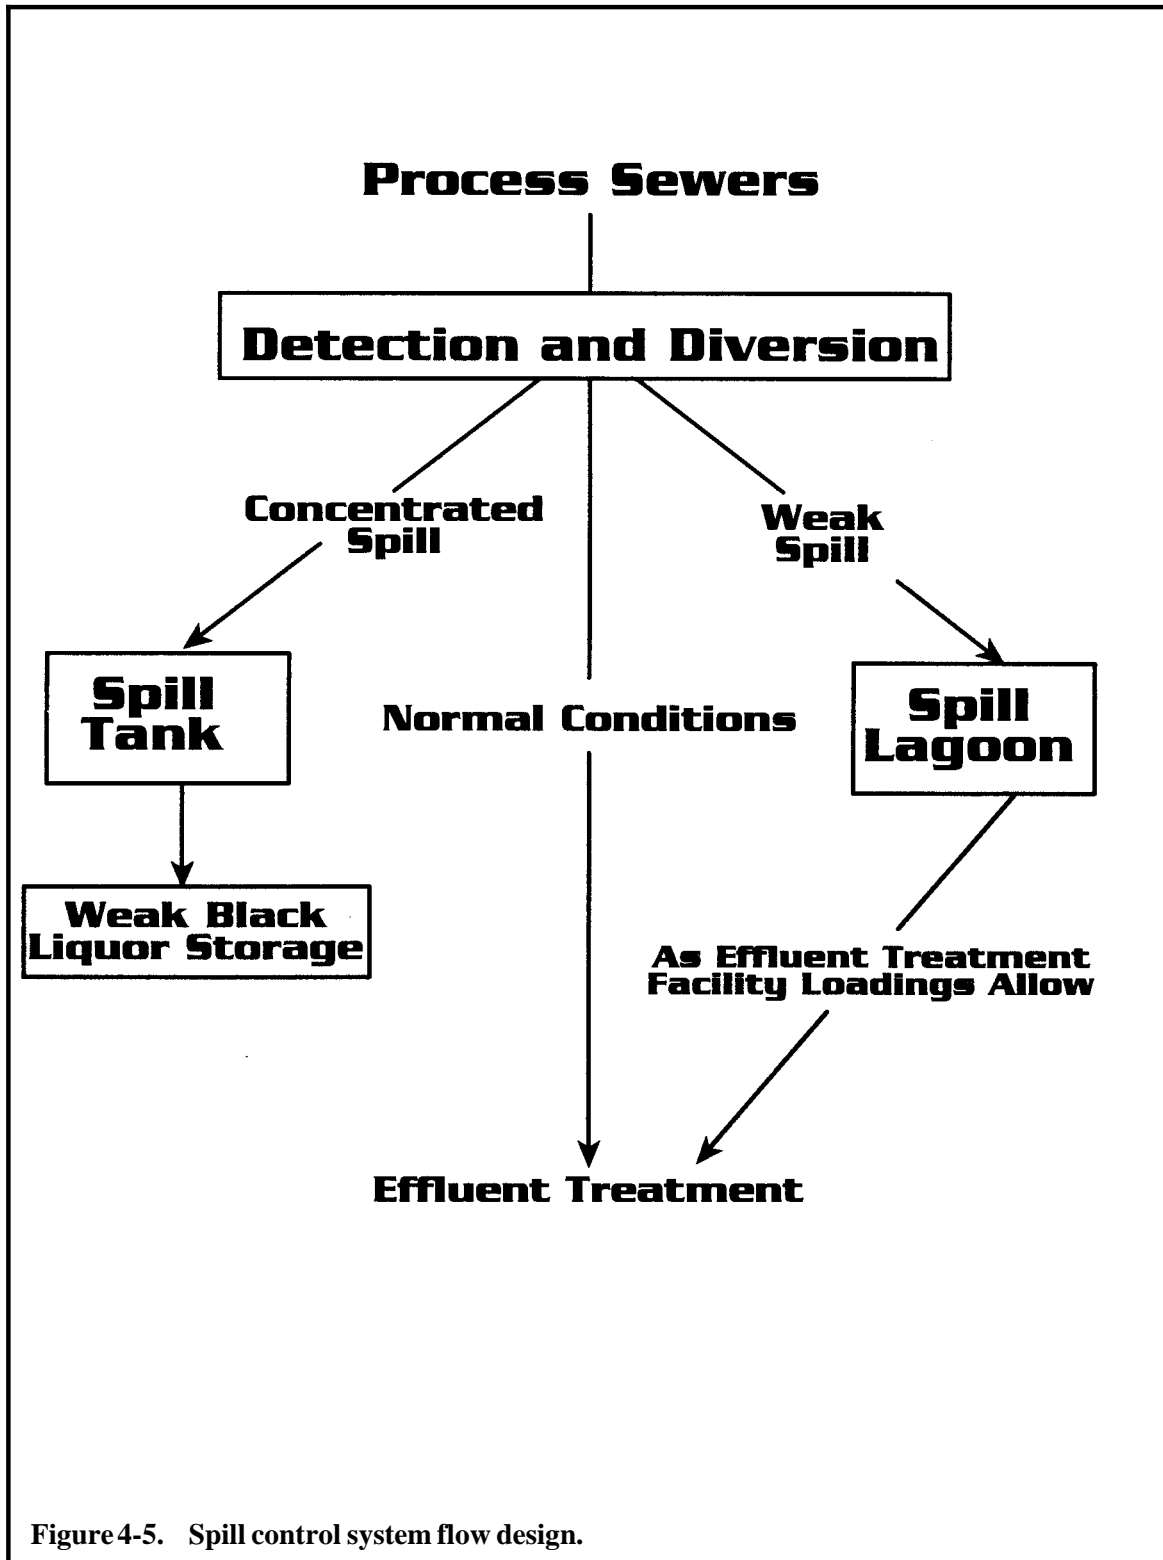 Process Sewers
Detection and Diversion
Concentrated
Spill
Weak
Spill
Spill
Tank
Normal Conditions
Spill
Lagoon
Weak Black
Liquor Storage
As Effluent Treatment
Facility Loadings Allow
Effluent Treatment
Figure 4-5. Spill control system flow design.